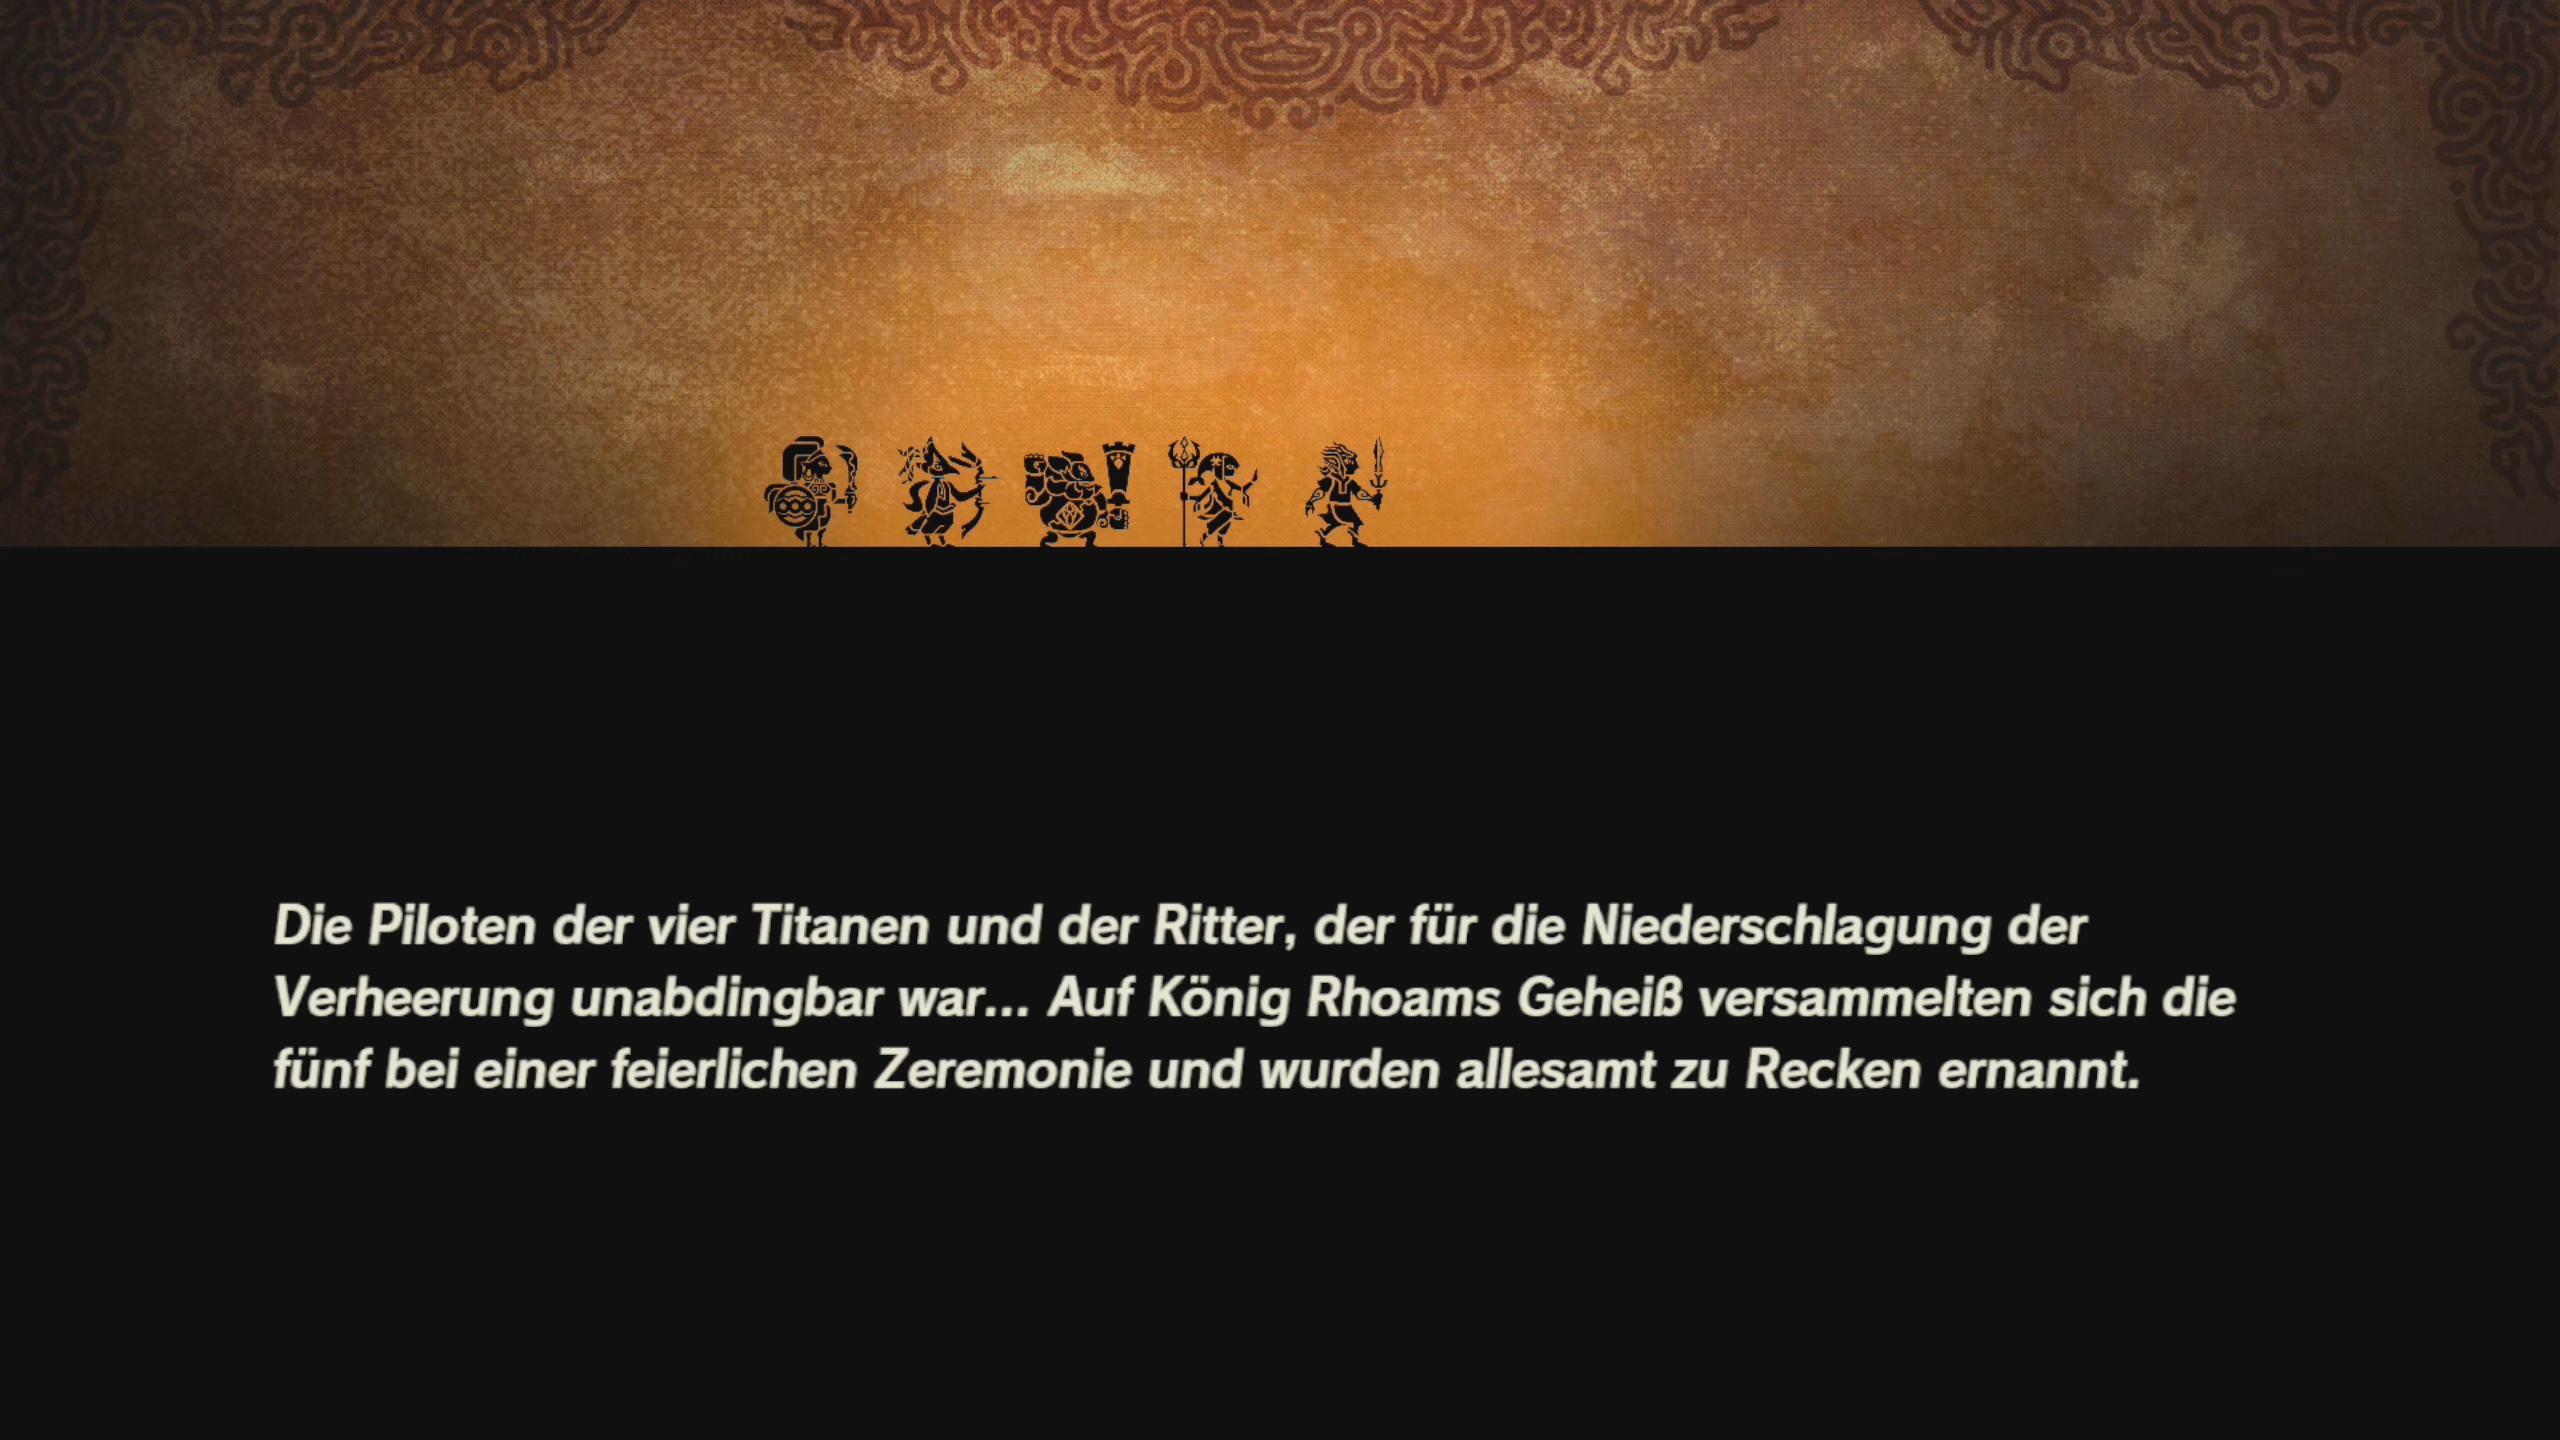 Die Piloten der vier Titanen und der Ritter, der für die Niederschlagung der
Verheerung unabdingbar war... Auf König Rhoams Geheiß versammelten sich die
fünf bei einer feierlichen Zeremonie und wurden allesamt zu Recken ernannt.